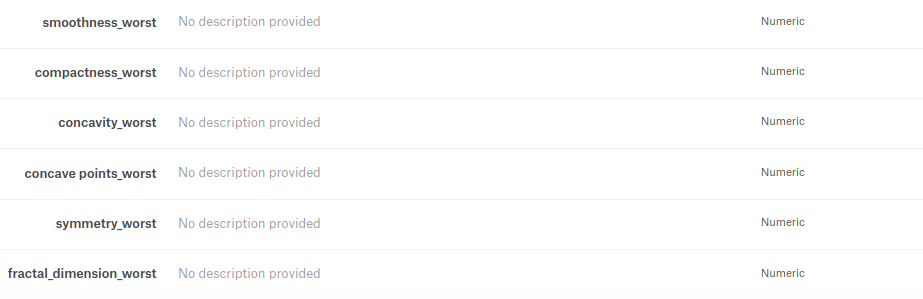 smoothness_worst No description provided Numeric
compactness_worst No description provided Numeric
concavity_worst No description provided Numeric
concave points_worst No description provided Numeric
symmetry_worst No description provided Numeric
fractal_dimension_worst No description provided Numeric